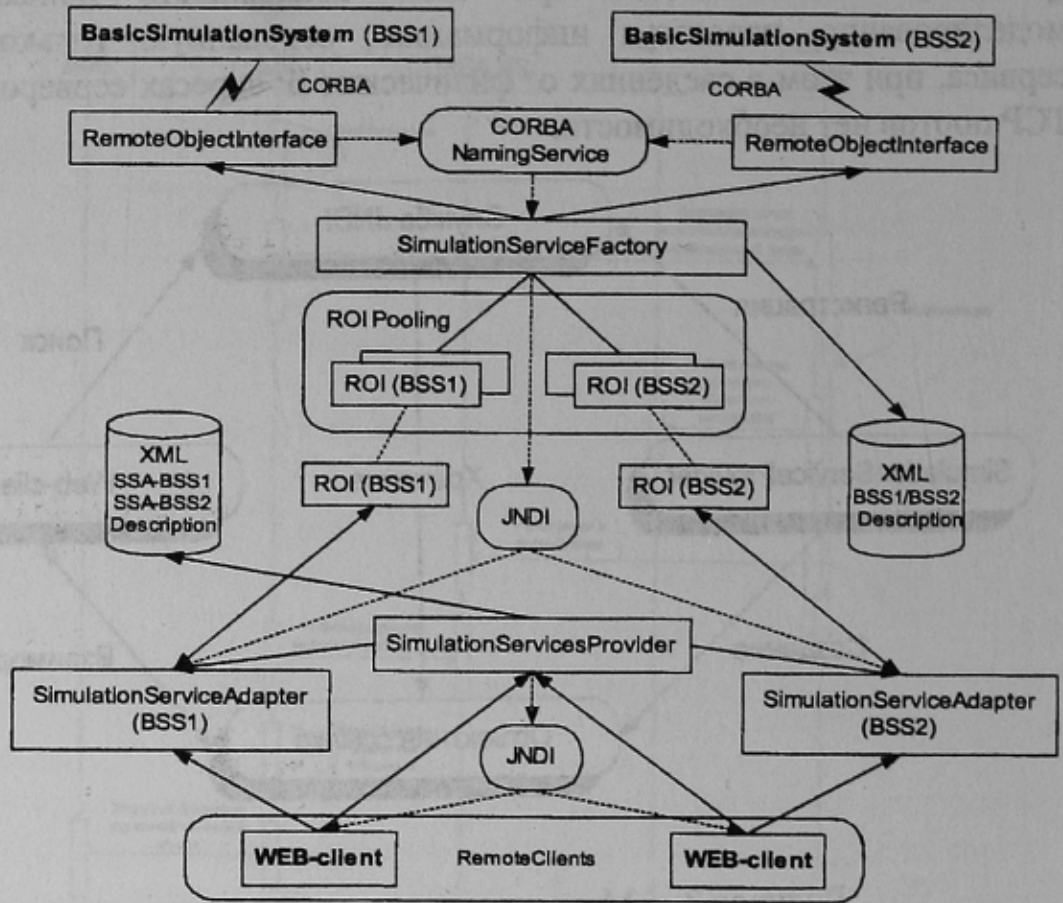 BasicSimulationSystem (BSS1)
BasicSimulationSystem (BSS2)
CORBA
CORBA
RemoteObjectInterface
CORBA
NamingService
RemoteObjectInterface
SimulationServiceFactory
ROI Pooling
ROI (BSS1)
ROI (BSS2)
XML
SSA-BSS1
SSA-BSS2
Description
ROI (BSS1)
JNDI
ROI (BSS2)
XML
BSS1/BSS2
Description
SimulationServicesProvider
SimulationServiceAdapter
(BSS1)
SimulationServiceAdapter
(BSS2)
JNDI
WEB-client
RemoteClients
WEB-client